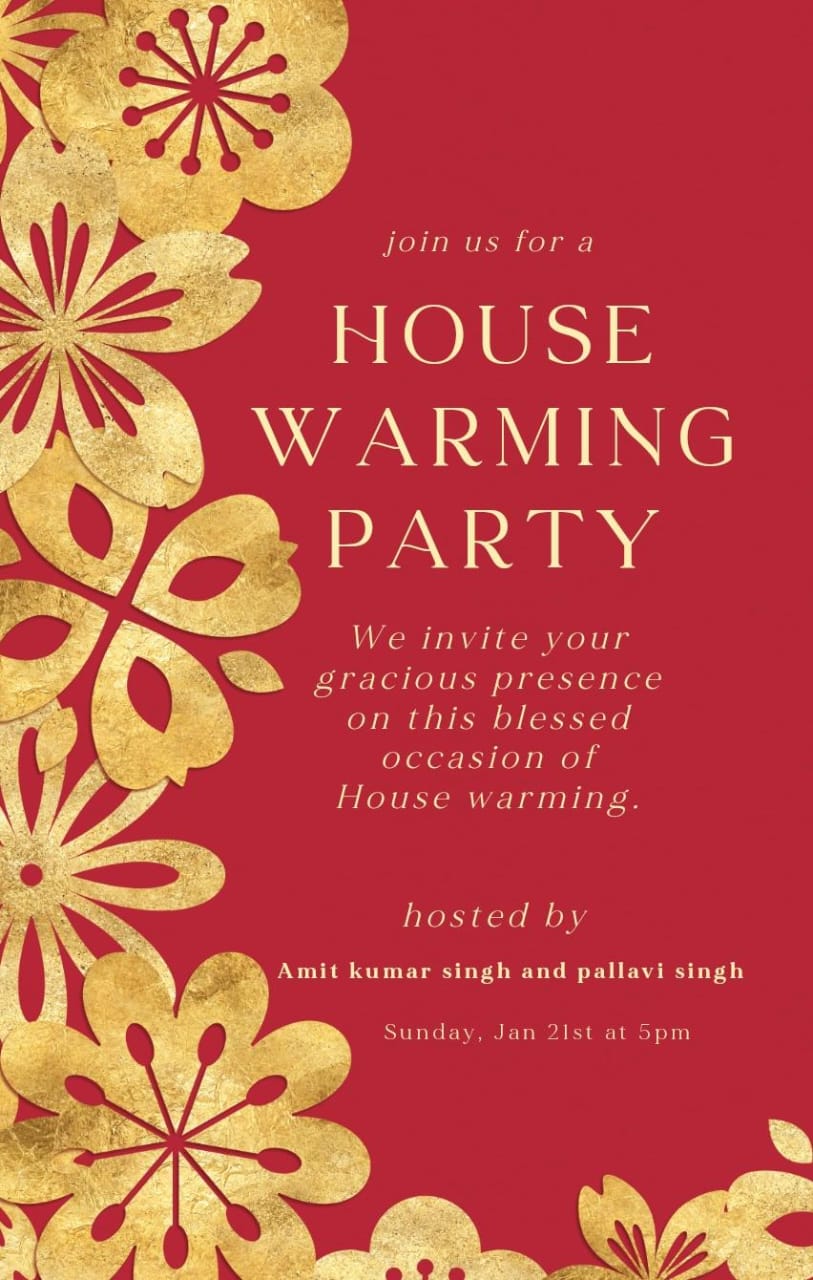 join us for a
HOUSE
WARMING
PARTY
We invite your
gracious presence
on this blessed
occasion of
House warming.
hosted by
Amit kumar singh and pallavi singh
Sunday, Jan 21st at 5pm